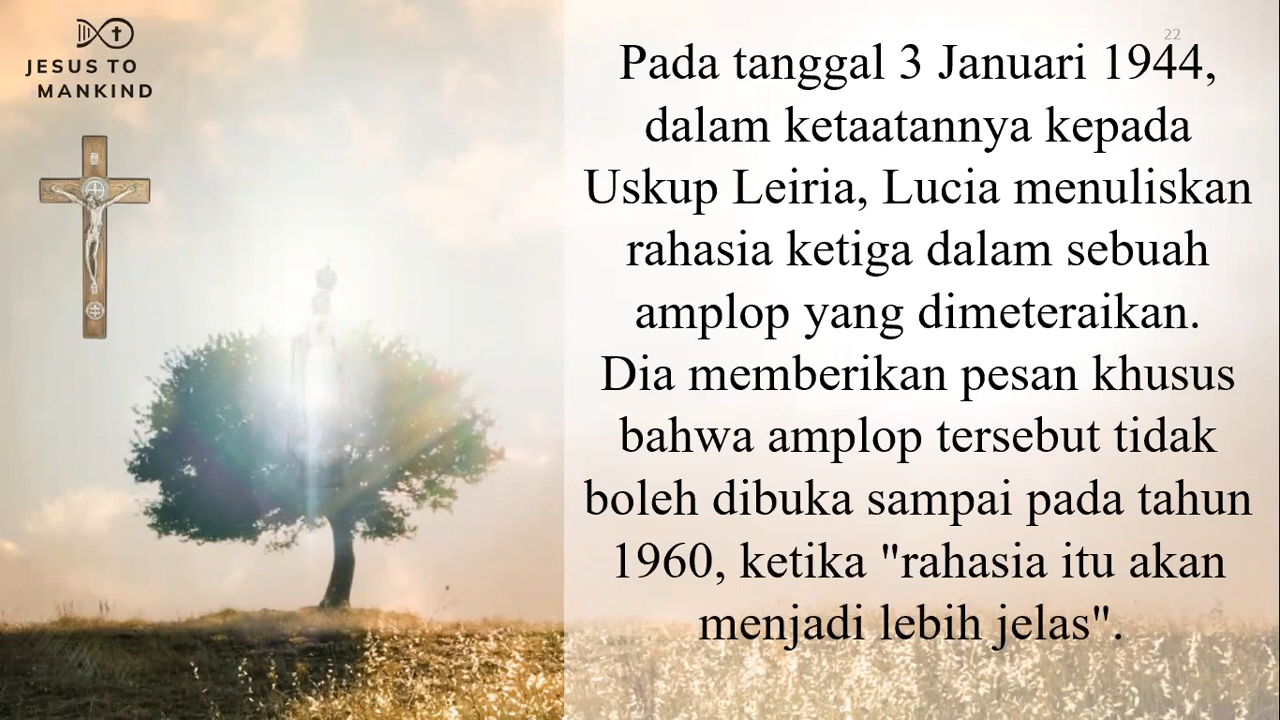 JESUS TO
MANKIND
22
Pada tanggal 3 Januari 1944,
dalam ketaatannya kepada
Uskup Leiria, Lucia menuliskan
rahasia ketiga dalam sebuah
amplop yang dimeteraikan.
Dia memberikan pesan khusus
bahwa amplop tersebut tidak
boleh dibuka sampai pada tahun
1960, ketika "rahasia itu akan
menjadi lebih jelas".